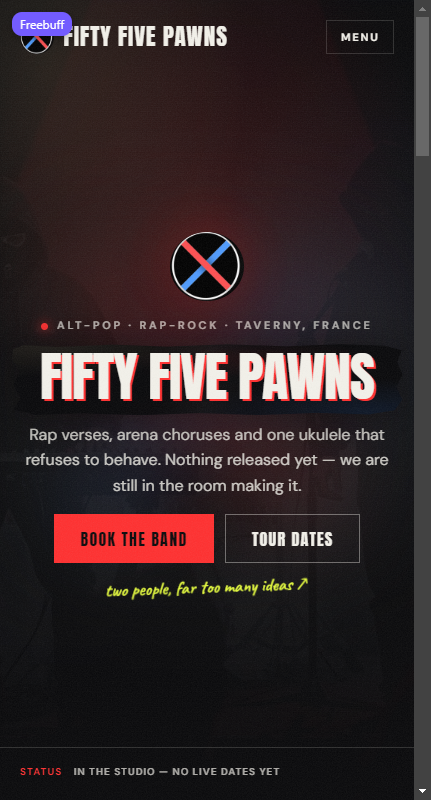 Freebuff
FIFTY FIVE PAWNS
MENU
ALT-POP · RAP-ROCK · TAVERNY, FRANCE
FIFTY FIVE PAWNS
Rap verses, arena choruses and one ukulele that
refuses to behave. Nothing released yet — we are
still in the room making it.
BOOK THE BAND
TOUR DATES
two people, far too many ideas ↗
STATUS IN THE STUDIO — NO LIVE DATES YET